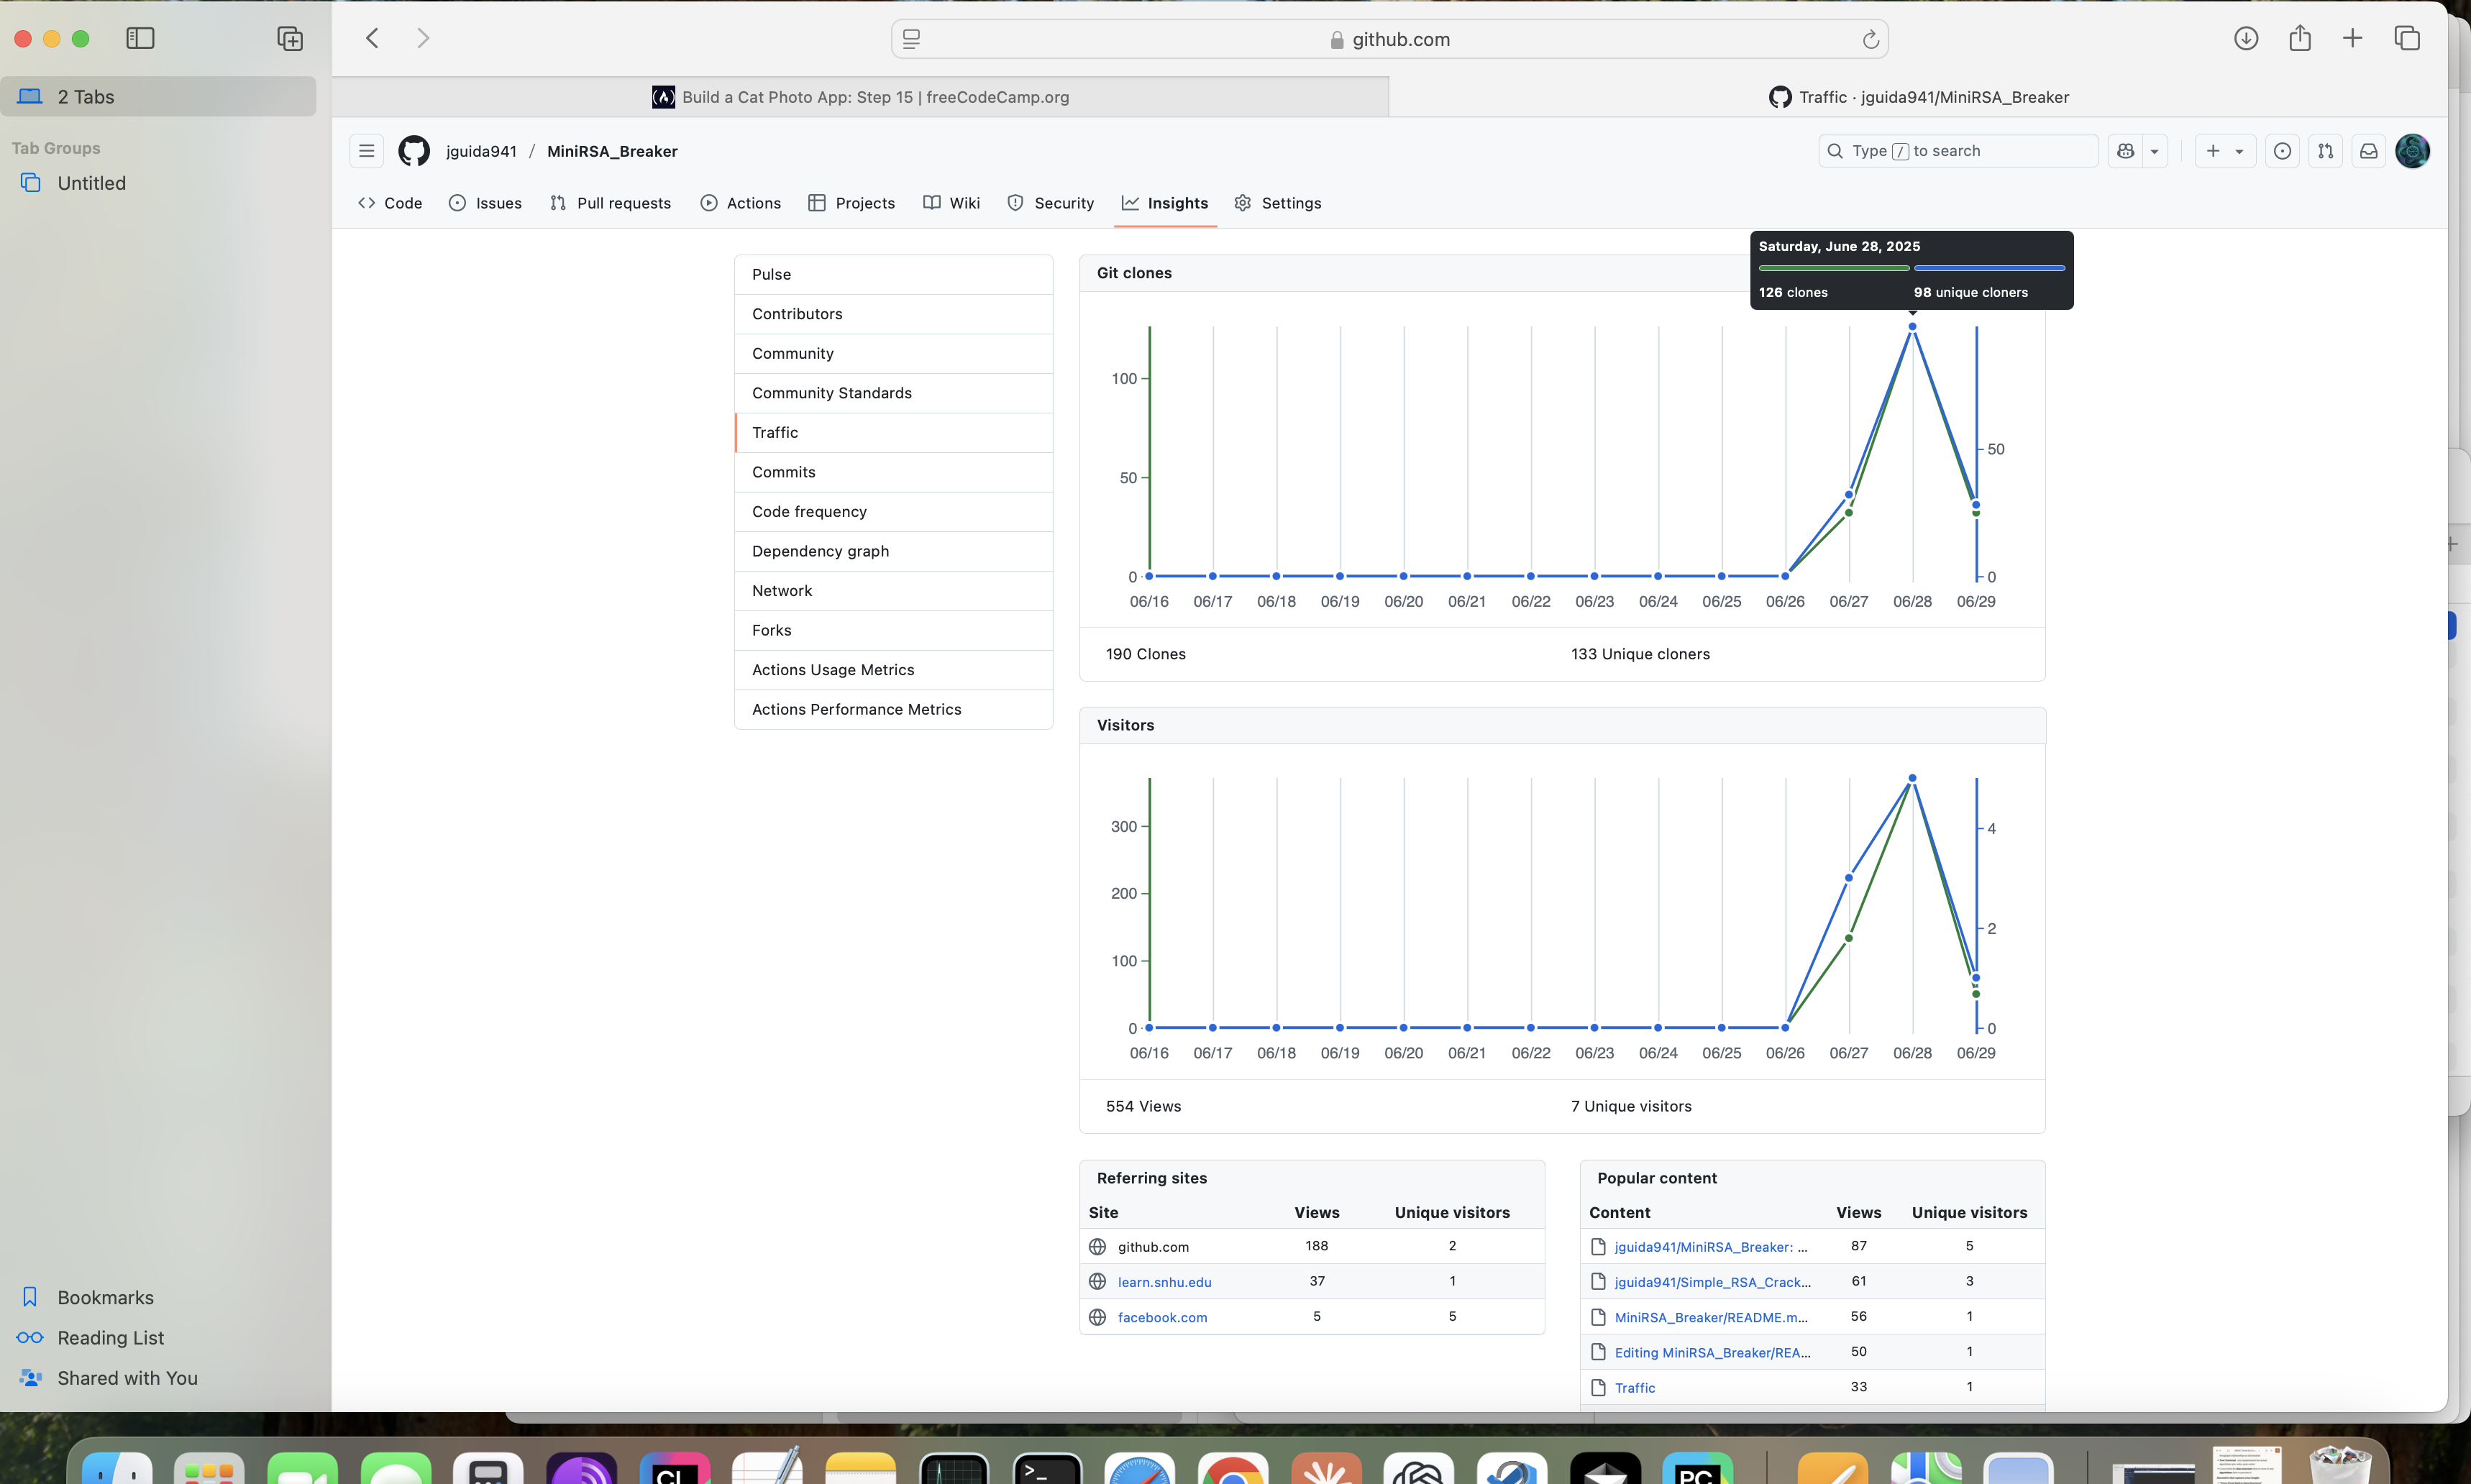 github.com
2 Tabs
Build a Cat Photo App: Step 15 | freeCodeCamp.org
Traffic · jguida941/MiniRSA_Breaker
Tab Groups
Untitled
jguida941 / MiniRSA_Breaker
Type / to search
Code
Issues
Pull requests
Actions
Projects
Wiki
Security
Insights
Settings
Pulse
Contributors
Community
Community Standards
Traffic
Commits
Code frequency
Dependency graph
Network
Forks
Actions Usage Metrics
Actions Performance Metrics
Git clones
Saturday, June 28, 2025
126 clones
98 unique cloners
100
50
0
50
0
06/16 06/17 06/18 06/19 06/20 06/21 06/22 06/23 06/24 06/25 06/26 06/27 06/28 06/29
190 Clones
133 Unique cloners
Visitors
300
200
100
0
4
2
0
06/16 06/17 06/18 06/19 06/20 06/21 06/22 06/23 06/24 06/25 06/26 06/27 06/28 06/29
554 Views
7 Unique visitors
Referring sites
Site Views Unique visitors
github.com 188 2
learn.snhu.edu 37 1
facebook.com 5 5
Popular content
Content Views Unique visitors
jguida941/MiniRSA_Breaker: ... 87 5
jguida941/Simple_RSA_Crack... 61 3
MiniRSA_Breaker/README.m... 56 1
Editing MiniRSA_Breaker/REA... 50 1
Traffic 33 1
Bookmarks
Reading List
Shared with You
CL
>_
PC